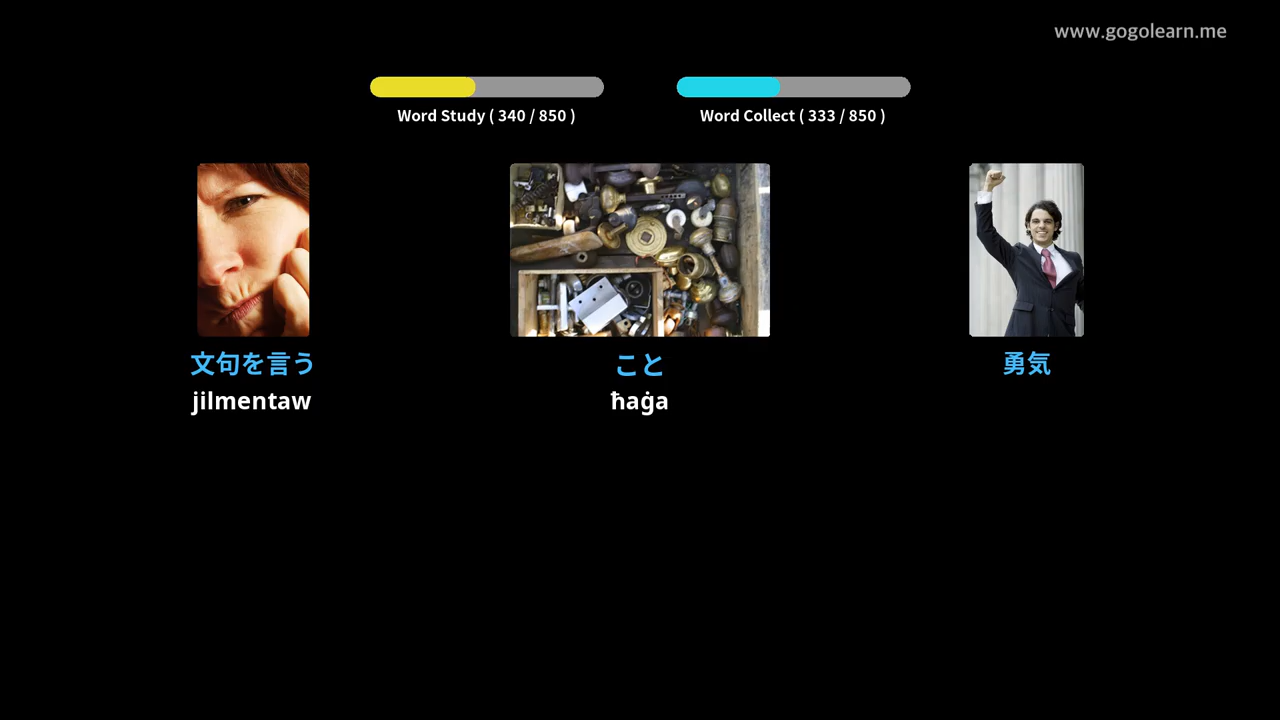 www.gogolearn.me
Word Study ( 340 / 850 )
Word Collect ( 333 / 850 )
文句を言う
jilmentaw
こと
ħaġa
勇気